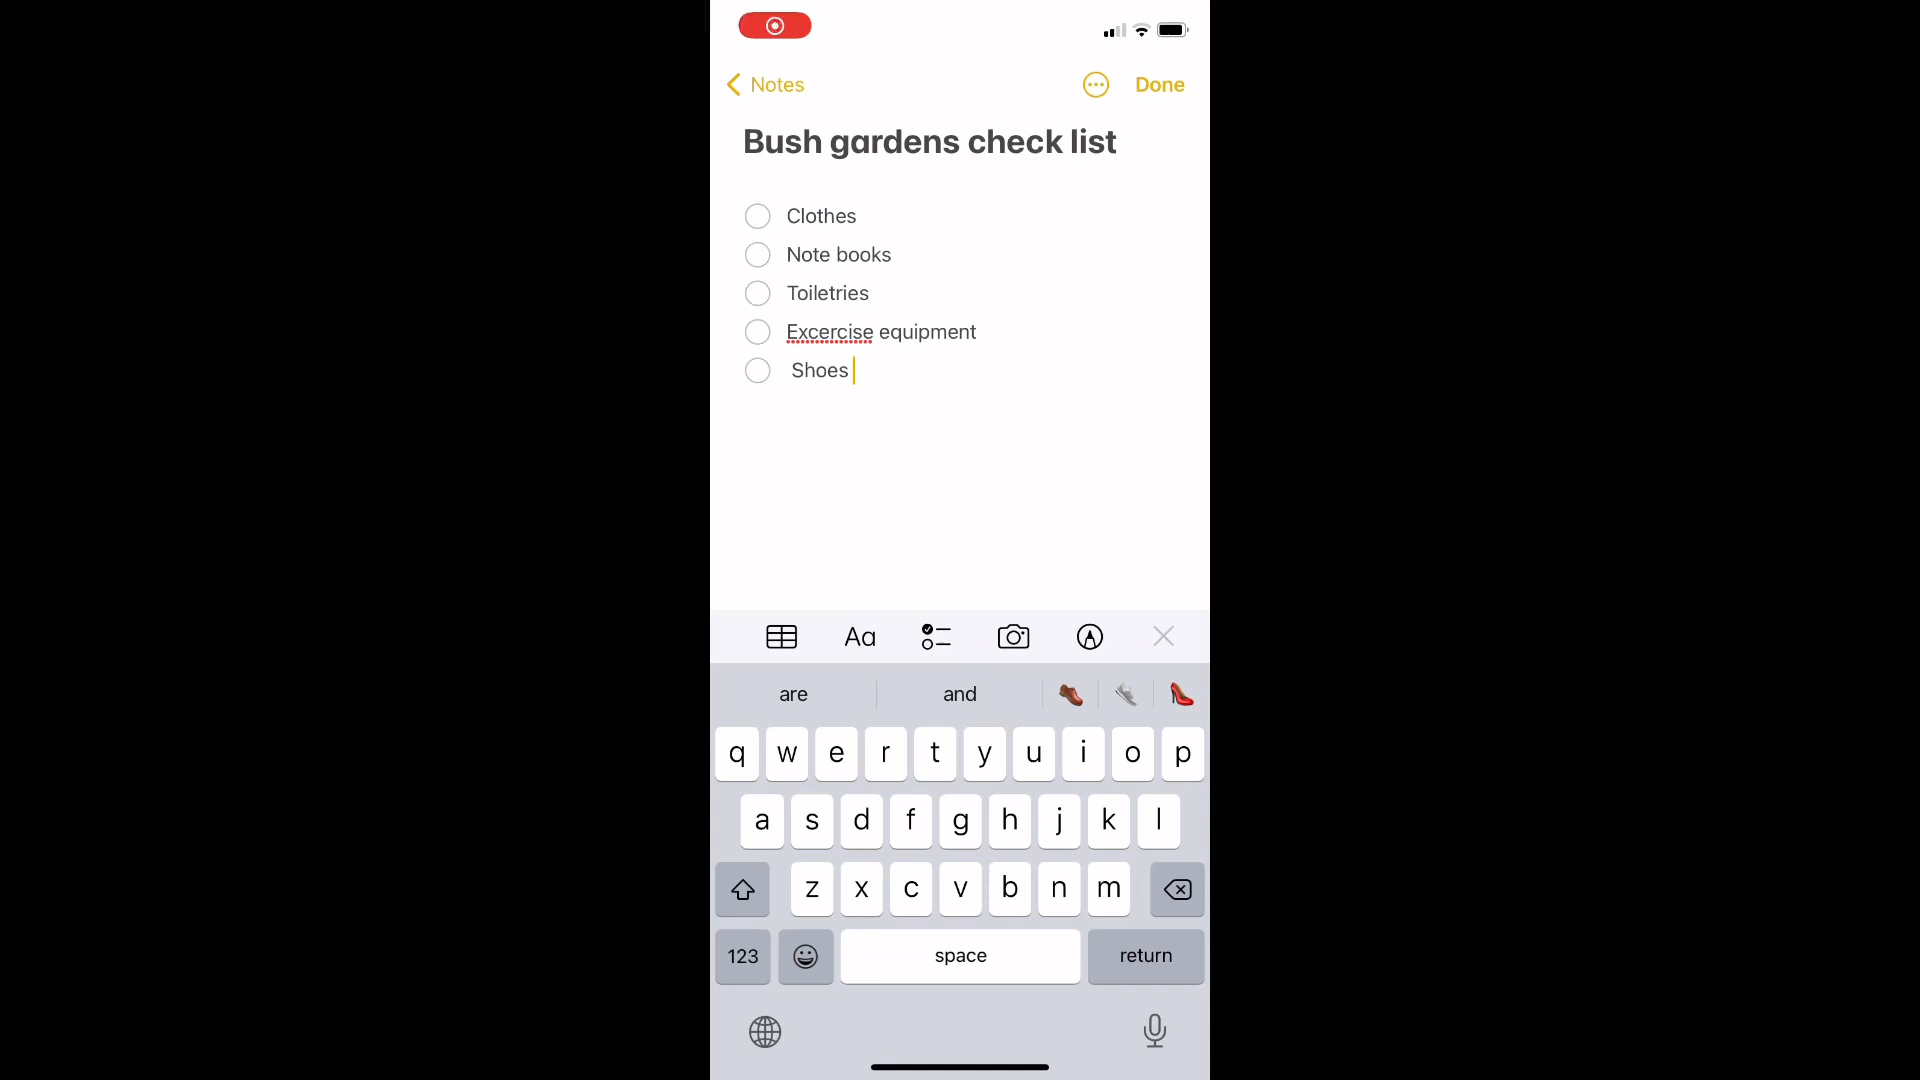 Notes
Done
Bush gardens check list
Clothes
Note books
Toiletries
Excercise equipment
Shoes
Aa
are and
q w e r t y u i o p
a s d f g h j k l
z x c v b n m
123 space return